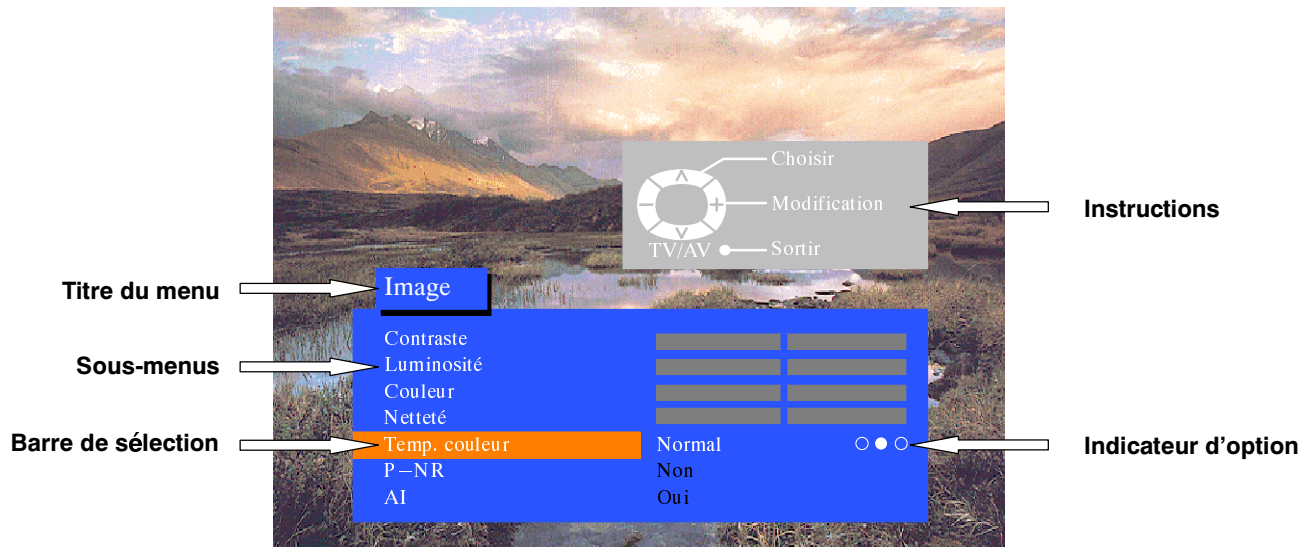 Choisir
Modification
TV/AV Sortir
Instructions
Titre du menu
Image
Contraste
Sous-menus
Luminosité
Couleur
Netteté
Barre de sélection
Temp. couleur Normal
Indicateur d’option
P−NR Non
AI Oui